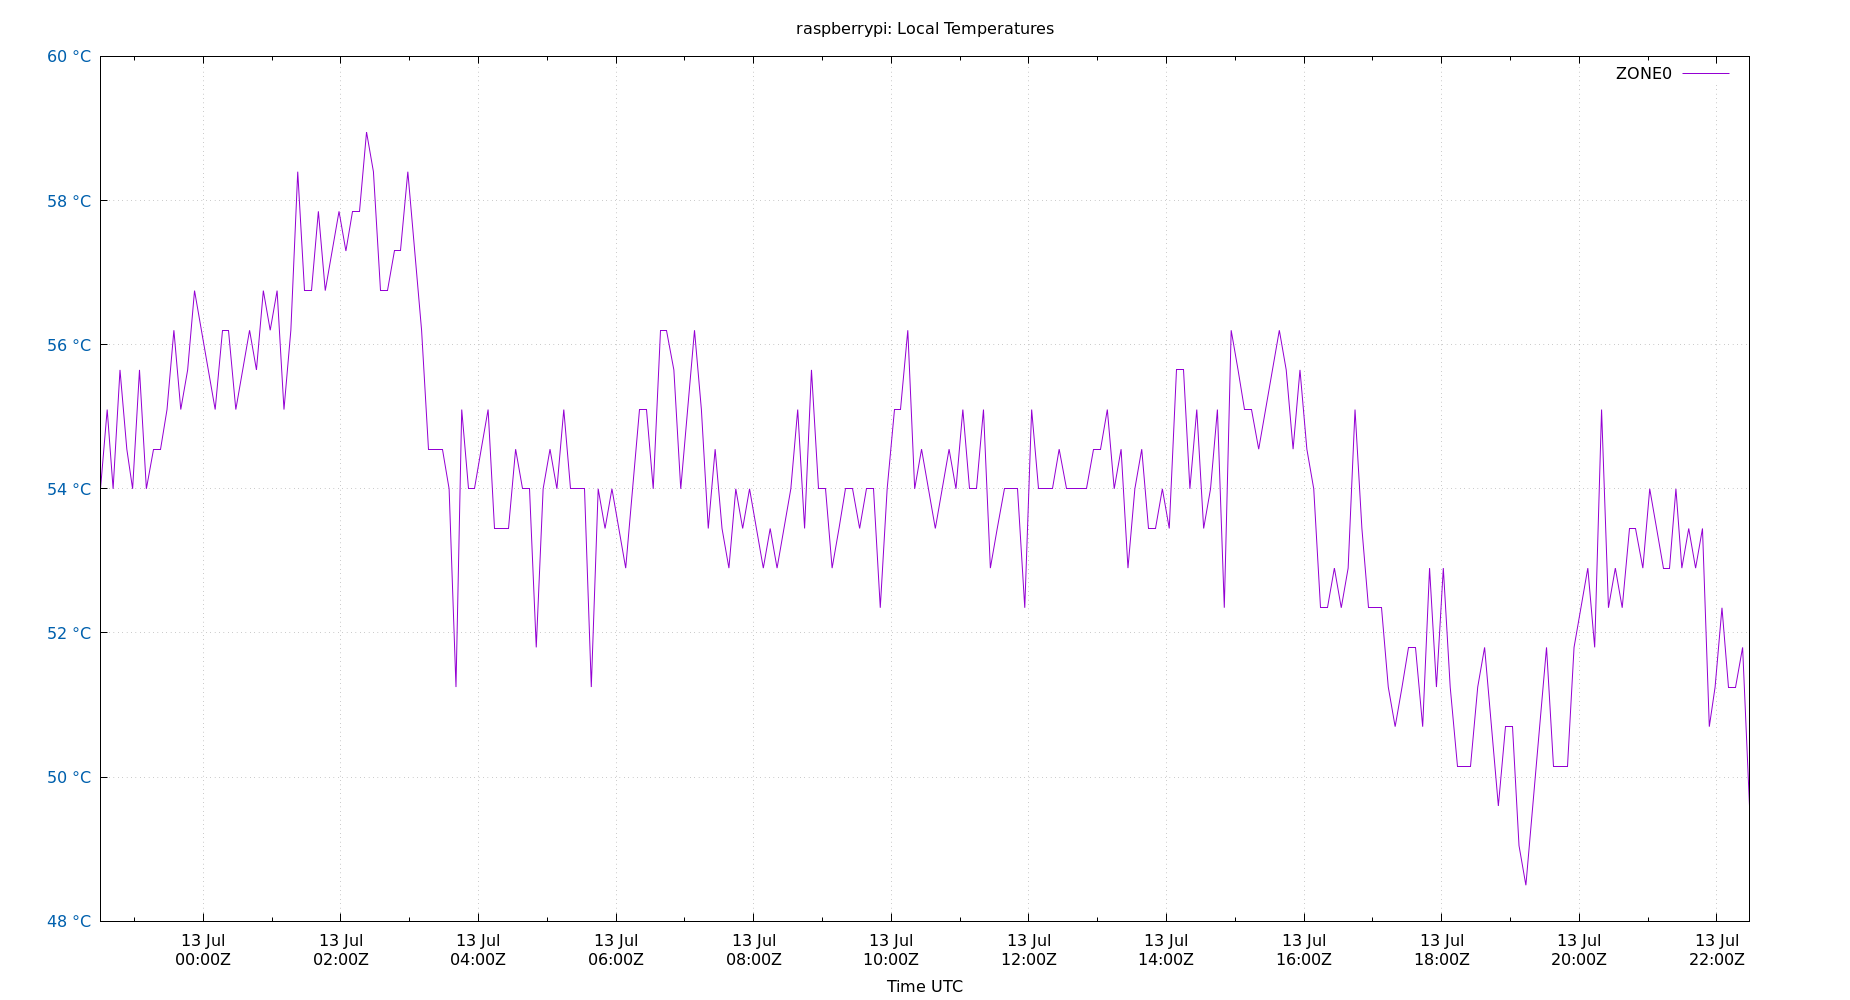 raspberrypi: Local Temperatures
60 °C
ZONE0
58 °C
56 °C
54 °C
52 °C
50 °C
48 °C
13 Jul 13 Jul 13 Jul 13 Jul 13 Jul 13 Jul 13 Jul 13 Jul 13 Jul 13 Jul 13 Jul 13 Jul
00:00Z 02:00Z 04:00Z 06:00Z 08:00Z 10:00Z 12:00Z 14:00Z 16:00Z 18:00Z 20:00Z 22:00Z
Time UTC